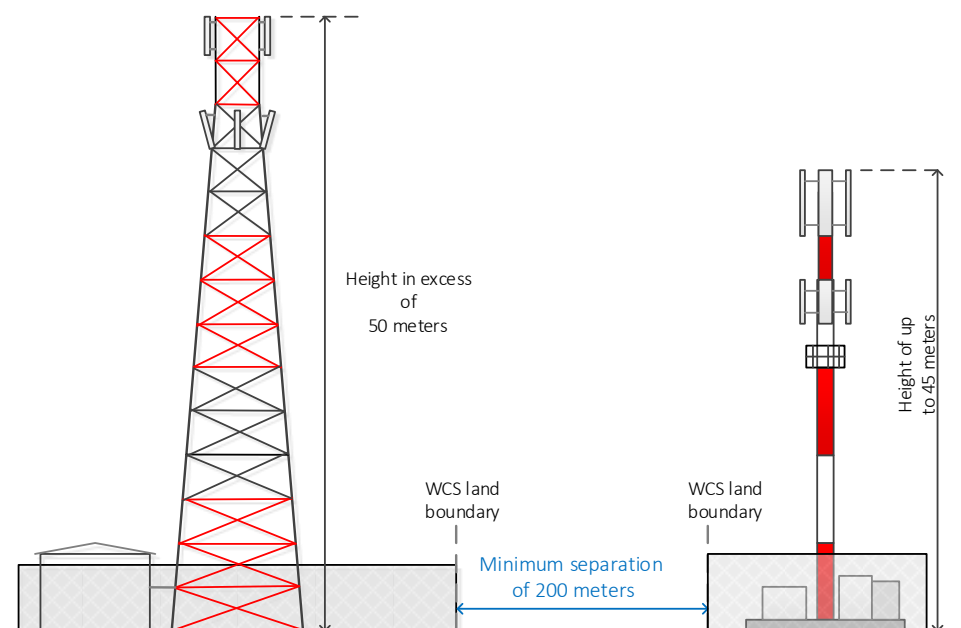 Height in excess
of
50 meters
Height of up
to 45 meters
WCS land
boundary
WCS land
boundary
Minimum separation
of 200 meters